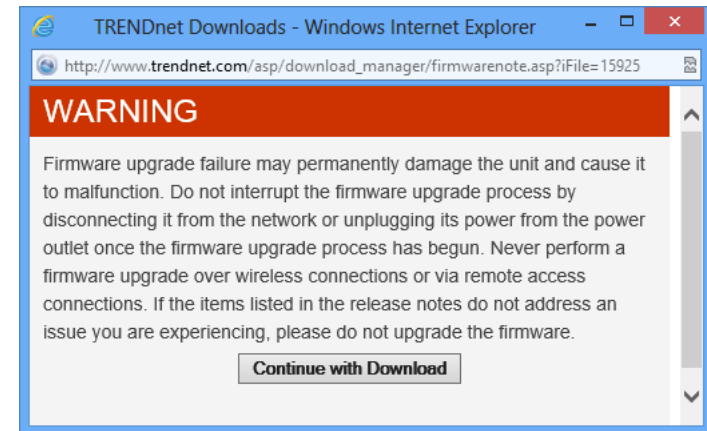 TRENDnet Downloads - Windows Internet Explorer
http://www.trendnet.com/asp/download_manager/firmwarenote.asp?iFile=15925
WARNING
Firmware upgrade failure may permanently damage the unit and cause it
to malfunction. Do not interrupt the firmware upgrade process by
disconnecting it from the network or unplugging its power from the power
outlet once the firmware upgrade process has begun. Never perform a
firmware upgrade over wireless connections or via remote access
connections. If the items listed in the release notes do not address an
issue you are experiencing, please do not upgrade the firmware.
Continue with Download